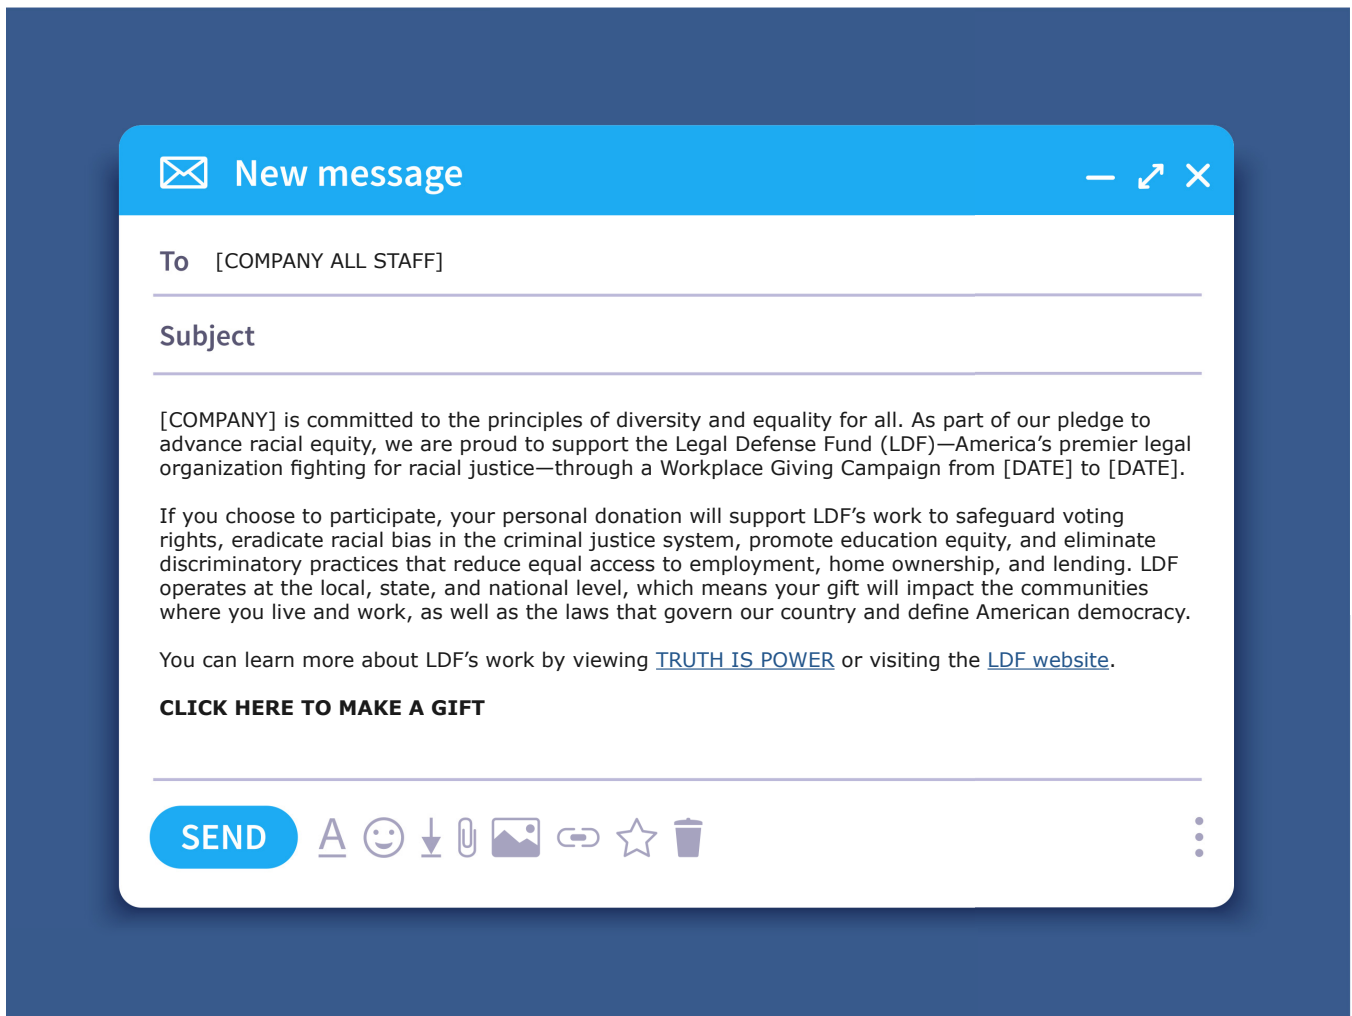 New message
To [COMPANY ALL STAFF]
Subject
[COMPANY] is committed to the principles of diversity and equality for all. As part of our pledge to
advance racial equity, we are proud to support the Legal Defense Fund (LDF)—America’s premier legal
organization fighting for racial justice—through a Workplace Giving Campaign from [DATE] to [DATE].
If you choose to participate, your personal donation will support LDF’s work to safeguard voting
rights, eradicate racial bias in the criminal justice system, promote education equity, and eliminate
discriminatory practices that reduce equal access to employment, home ownership, and lending. LDF
operates at the local, state, and national level, which means your gift will impact the communities
where you live and work, as well as the laws that govern our country and define American democracy.
You can learn more about LDF’s work by viewing TRUTH IS POWER or visiting the LDF website.
CLICK HERE TO MAKE A GIFT
SEND A